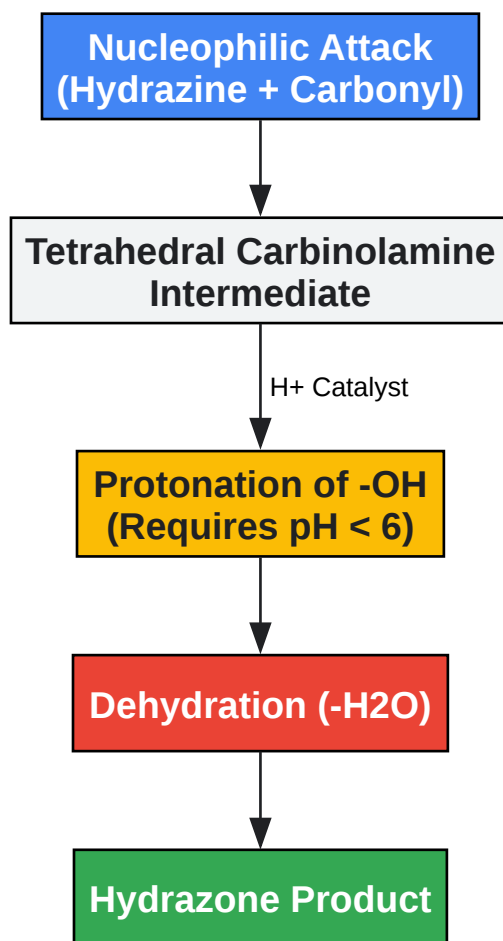 Nucleophilic Attack
(Hydrazine + Carbonyl)
Tetrahedral Carbinolamine
Intermediate
H+ Catalyst
Protonation of -OH
(Requires pH < 6)
Dehydration (-H2O)
Hydrazone Product